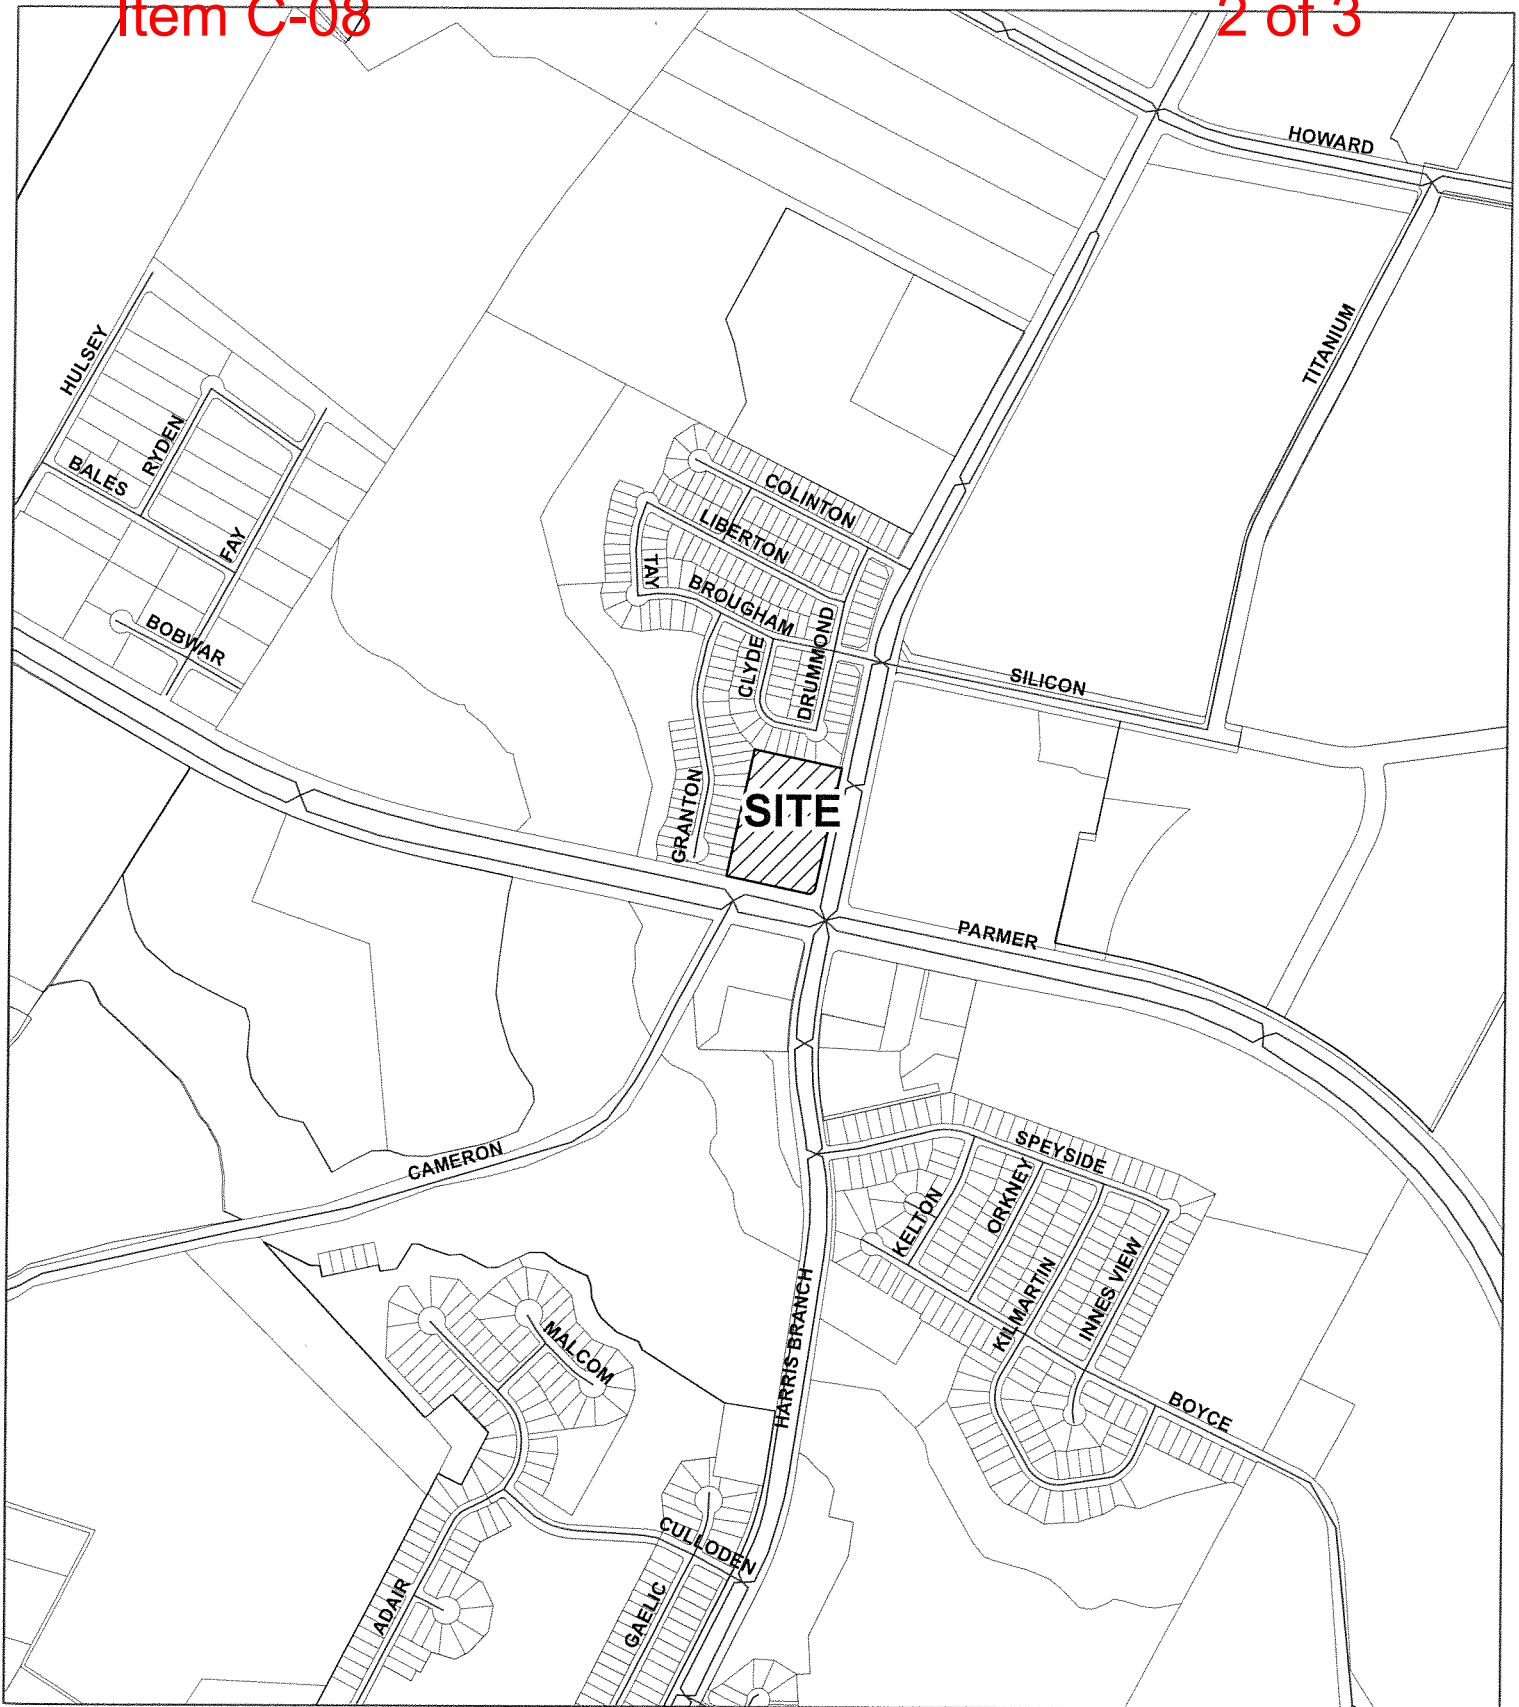 Item C-08
2 of 3
HOWARD
TITANIUM
HULSEY
RYDEN
BALES
FAY
BOBWAR
COLINTON
LIBERTON
TAY
BROUGHAM
CLYDE
DRUMMOND
SILICON
GRANTON
SITE
PARMER
CAMERON
SPEYSIDE
ORKNEY
KELTON
KILMARTIN
INNES VIEW
HARRIS BRANCH
MALCOM
BOYCE
CULLODEN
ADAIR
GAELIC